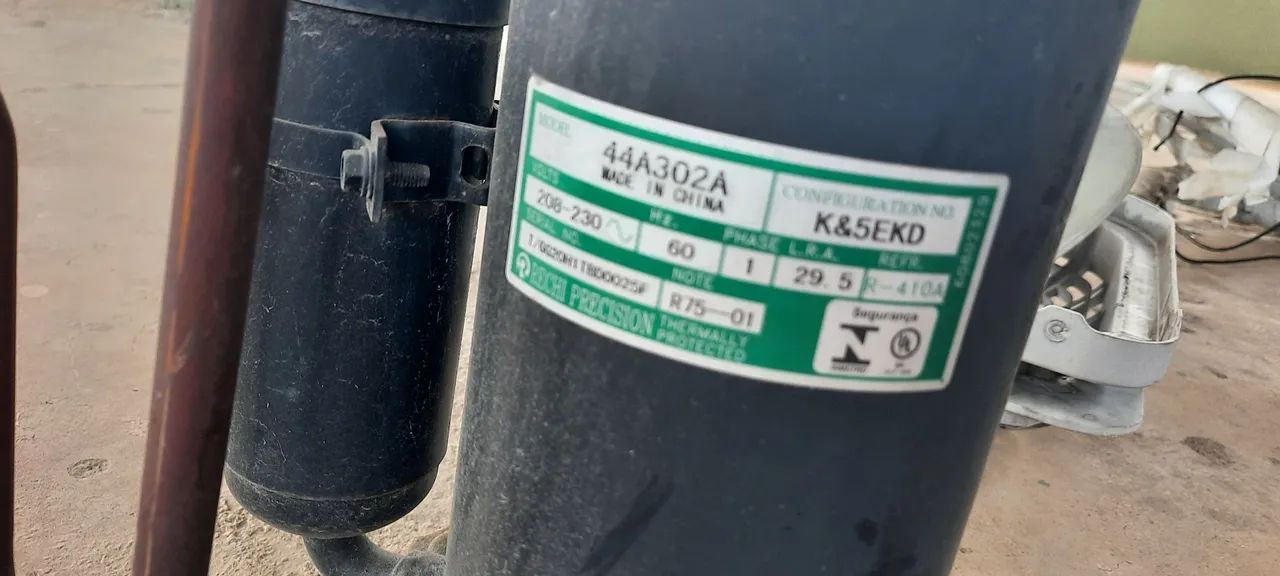 MODEL
44A302A
MADE IN CHINA
CONFIGURATION NO.
K&5EKD
VOLTS
208-230
Hz.
60
PHASE
1
L.R.A.
29.5
REFR.
R-410A
SERIAL NO.
NOTE
R75-01
RECHI PRECISION
THERMALLY
PROTECTED
Segurança
UL